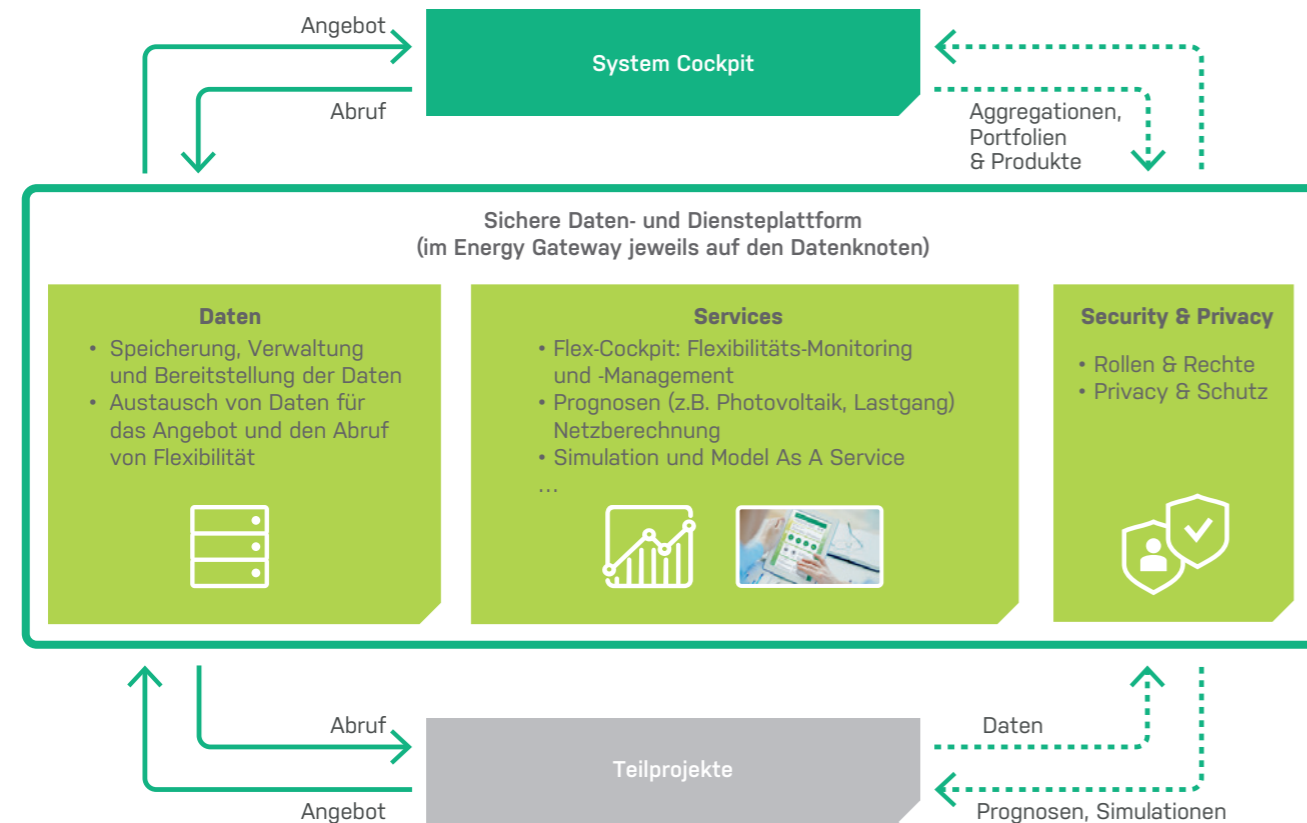 Angebot
System Cockpit
Abruf
Aggregationen,
Portfolien
& Produkte
Sichere Daten- und Diensteplattform
(im Energy Gateway jeweils auf den Datenknoten)
Daten
• Speicherung, Verwaltung
und Bereitstellung der Daten
• Austausch von Daten für
das Angebot und den Abruf
von Flexibilität
Services
• Flex-Cockpit: Flexibilitäts-Monitoring
und -Management
• Prognosen (z.B. Photovoltaik, Lastgang)
Netzberechnung
• Simulation und Model As A Service
...
Security & Privacy
• Rollen & Rechte
• Privacy & Schutz
Abruf
Daten
Teilprojekte
Angebot
Prognosen, Simulationen